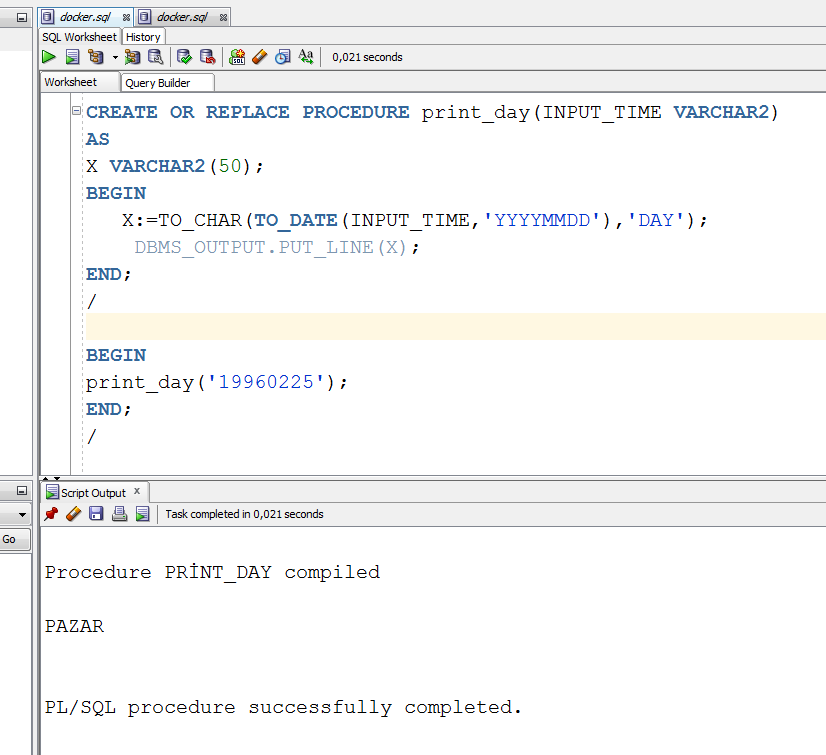 docker.sql docker.sql
SQL Worksheet History
0,021 seconds
Worksheet Query Builder
CREATE OR REPLACE PROCEDURE print_day(INPUT_TIME VARCHAR2)
AS
X VARCHAR2(50);
BEGIN
X:=TO_CHAR(TO_DATE(INPUT_TIME,'YYYYMMDD'),'DAY');
DBMS_OUTPUT.PUT_LINE(X);
END;
/
BEGIN
print_day('19960225');
END;
/
Script Output
Task completed in 0,021 seconds
Go
Procedure PRİNT_DAY compiled
PAZAR
PL/SQL procedure successfully completed.